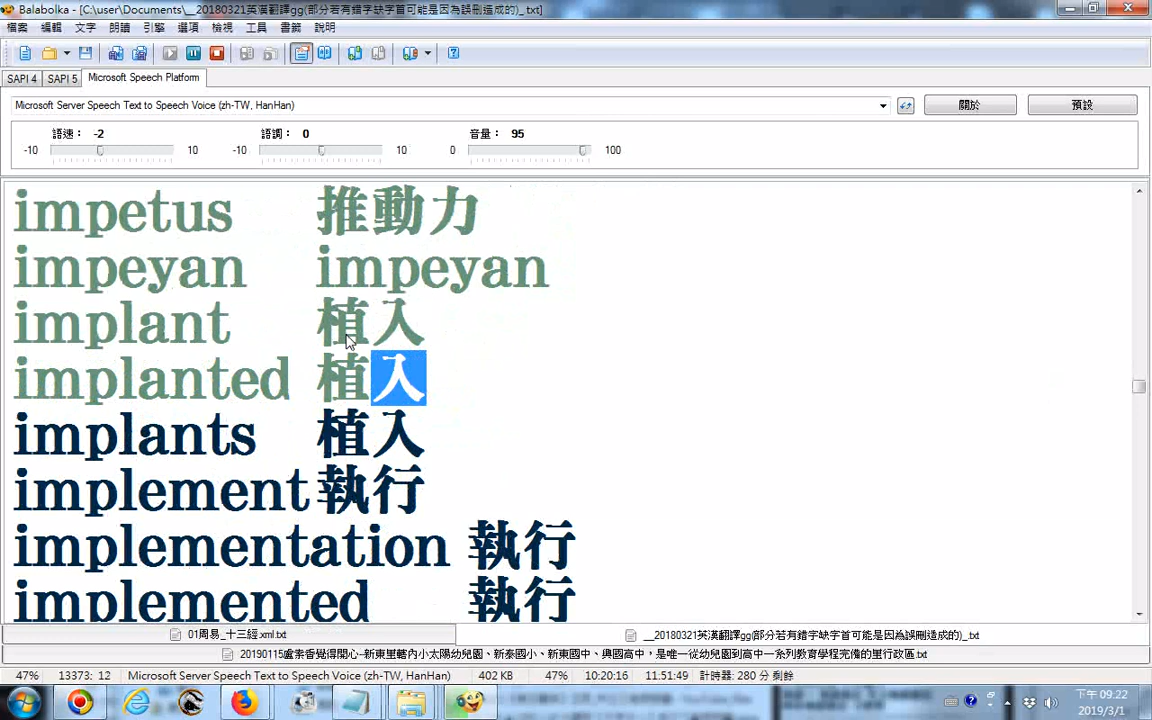 Balabolka - [C:\user\Documents\__20180321英漢翻譯gg(部分若有錯字缺字首可能是因為誤刪造成的)_.txt]
檔案 編輯 文字 朗讀 引擎 選項 檢視 工具 書籤 說明
SAPI 4 SAPI 5 Microsoft Speech Platform
Microsoft Server Speech Text to Speech Voice (zh-TW, HanHan) 關於 預設
語速： -2 語調： 0 音量： 95
-10 10 -10 10 0 100
impetus 推動力
impeyan impeyan
implant 植入
implanted 植入
implants 植入
implement 執行
implementation 執行
implemented 執行
01周易_十三經.xml.txt __20180321英漢翻譯gg(部分若有錯字缺字首可能是因為誤刪造成的)_.txt
20190115盧素香覺得開心-新東里轄內小太陽幼兒園、新泰國小、新東國中、興國高中，是唯一從幼兒園到高中一系列教育學程完備的里行政區.txt
47% 13373: 12 Microsoft Server Speech Text to Speech Voice (zh-TW, HanHan) 402 KB 47% 10:20:16 11:51:49 計時器: 280 分 剩餘
下午 09:22
2019/3/1